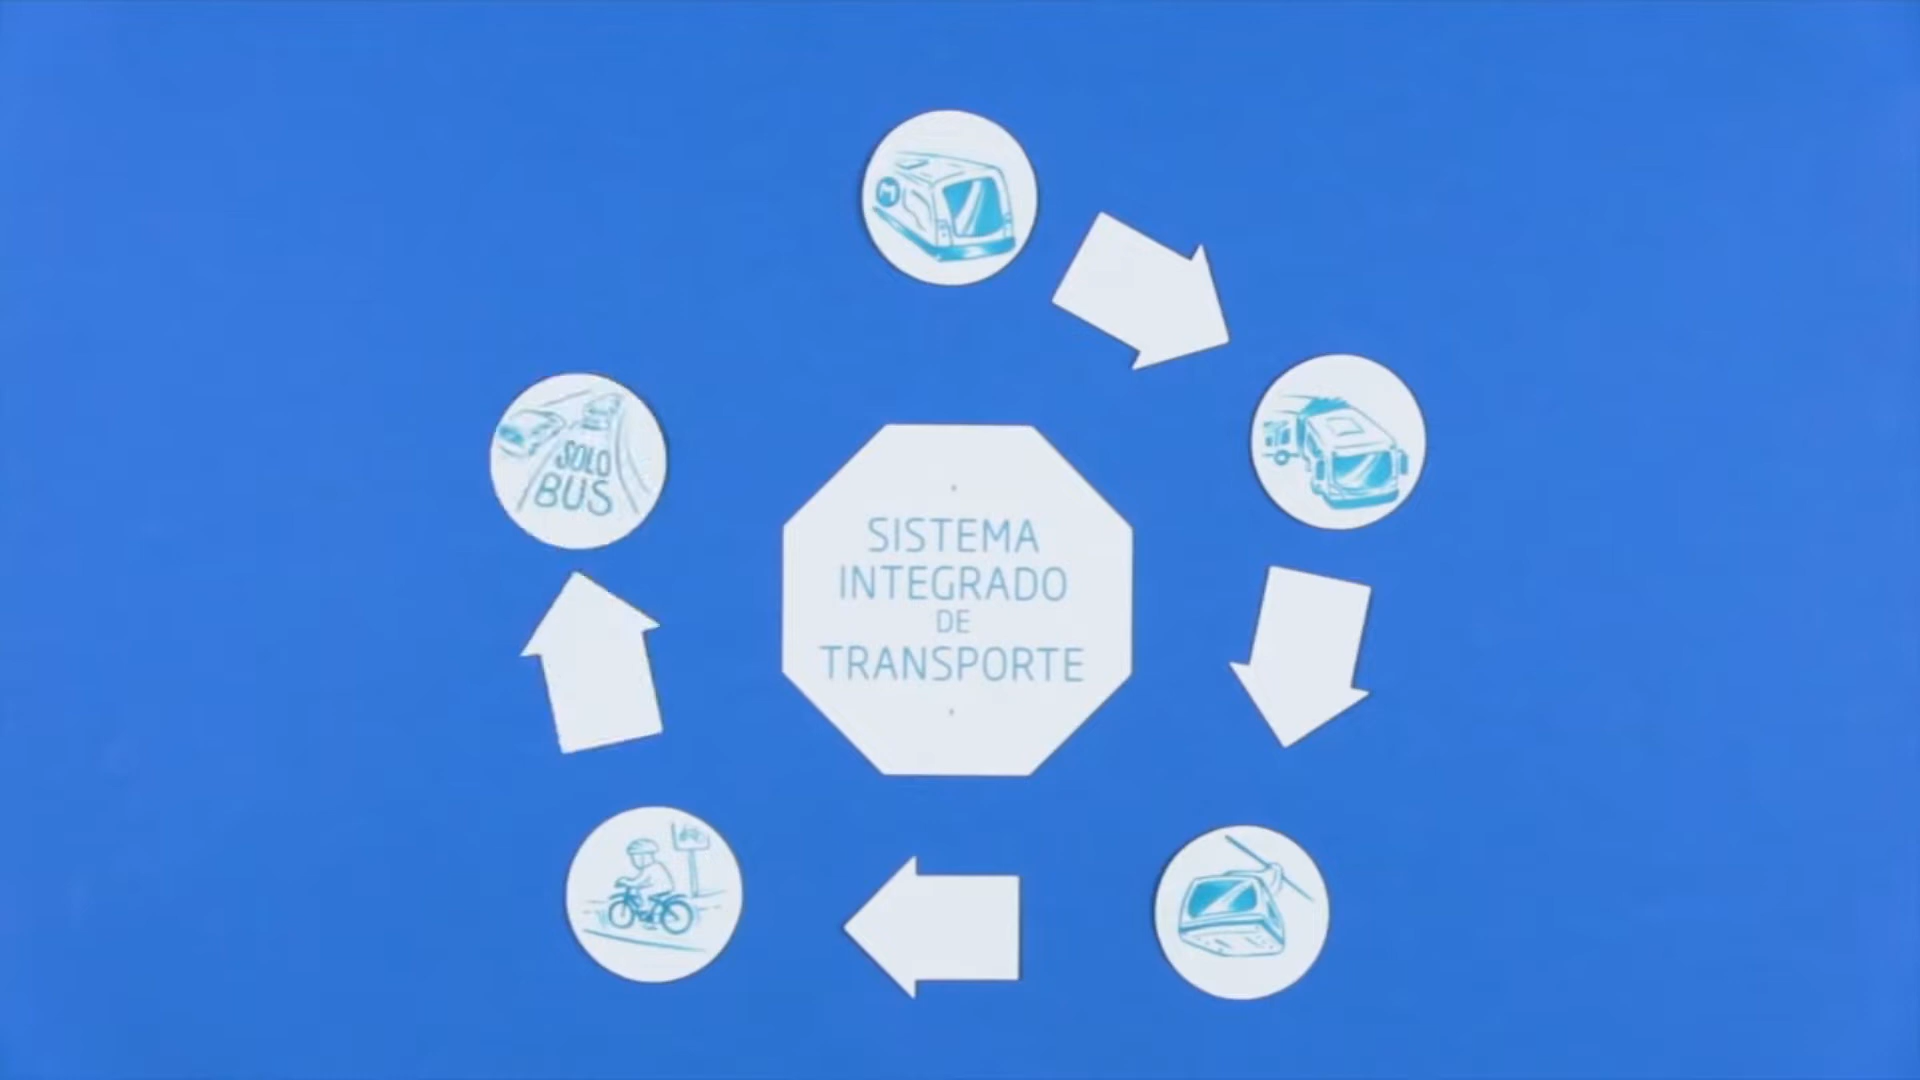 M
SOLO
BUS
SISTEMA
INTEGRADO
DE
TRANSPORTE